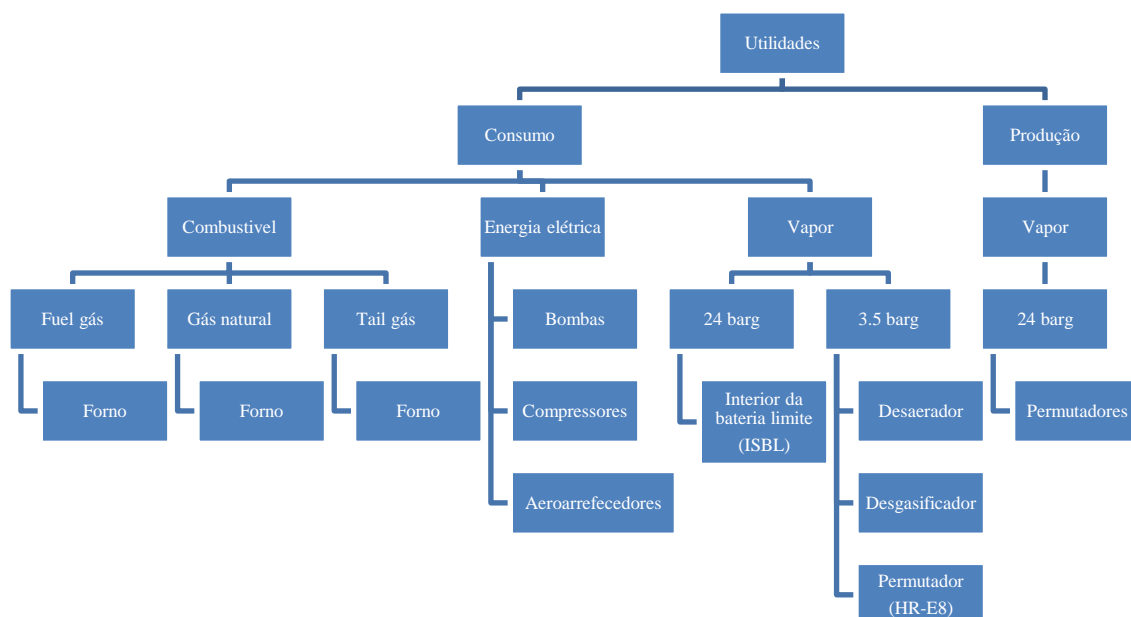 Utilidades
Consumo
Produção
Combustivel
Energia elétrica
Vapor
Vapor
Fuel gás
Gás natural
Tail gás
Bombas
24 barg
3.5 barg
24 barg
Forno
Forno
Forno
Compressores
Interior da
bateria limite
(ISBL)
Desaerador
Permutadores
Aeroarrefecedores
Desgasificador
Permutador
(HR-E8)